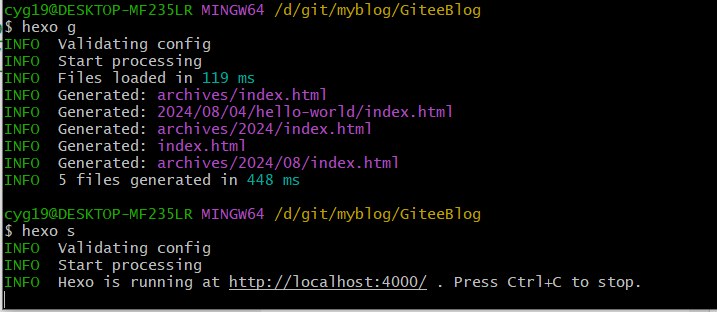 cyg19@DESKTOP-MF235LR MINGW64 /d/git/myblog/GiteeBlog
$ hexo g
INFO  Validating config
INFO  Start processing
INFO  Files loaded in 119 ms
INFO  Generated: archives/index.html
INFO  Generated: 2024/08/04/hello-world/index.html
INFO  Generated: archives/2024/index.html
INFO  Generated: index.html
INFO  Generated: archives/2024/08/index.html
INFO  5 files generated in 448 ms
cyg19@DESKTOP-MF235LR MINGW64 /d/git/myblog/GiteeBlog
$ hexo s
INFO  Validating config
INFO  Start processing
INFO  Hexo is running at http://localhost:4000/ . Press Ctrl+C to stop.